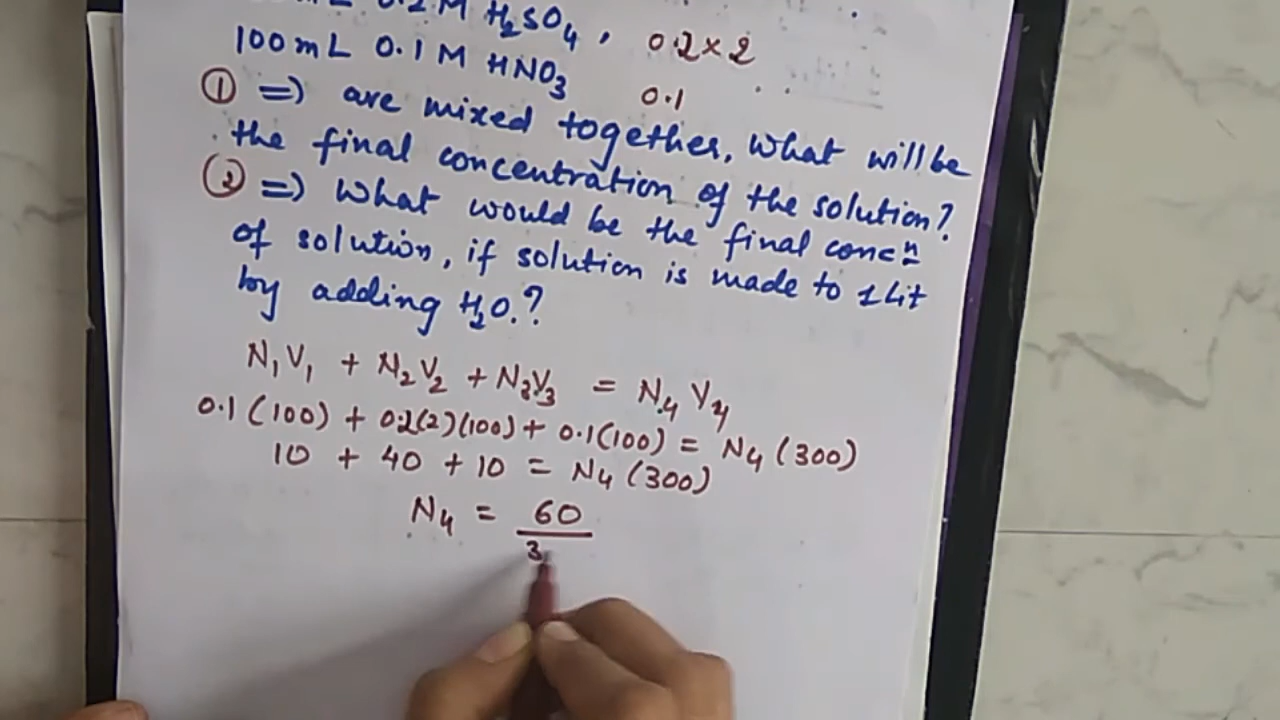 0.2 M H₂SO₄, 0.2×2
100 mL 0.1 M HNO₃ 0.1
① => are mixed together, What will be
the final concentration of the solution?
② => What would be the final concⁿ
of solution, if solution is made to 1 Lit
by adding H₂O.?
N₁V₁ + N₂V₂ + N₃V₃ = N₄V₄
0.1(100) + 0.2(2)(100) + 0.1(100) = N₄(300)
10 + 40 + 10 = N₄(300)
N₄ = 60
3